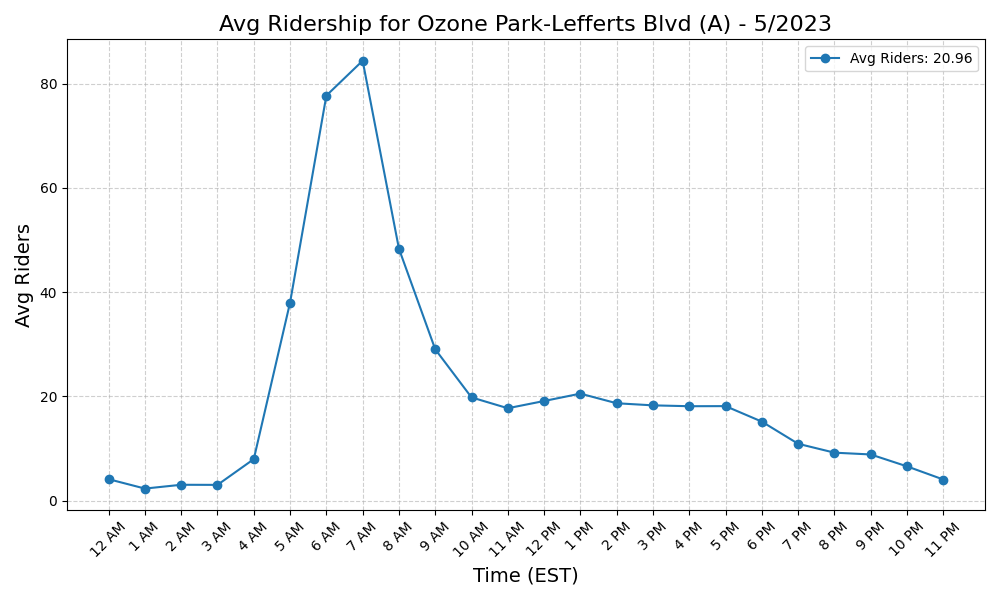 Avg Ridership for Ozone Park-Lefferts Blvd (A) - 5/2023
Avg Riders: 20.96
80
60
40
20
0
Avg Riders
12 AM
1 AM
2 AM
3 AM
4 AM
5 AM
6 AM
7 AM
8 AM
9 AM
10 AM
11 AM
12 PM
1 PM
2 PM
3 PM
4 PM
5 PM
6 PM
7 PM
8 PM
9 PM
10 PM
11 PM
Time (EST)